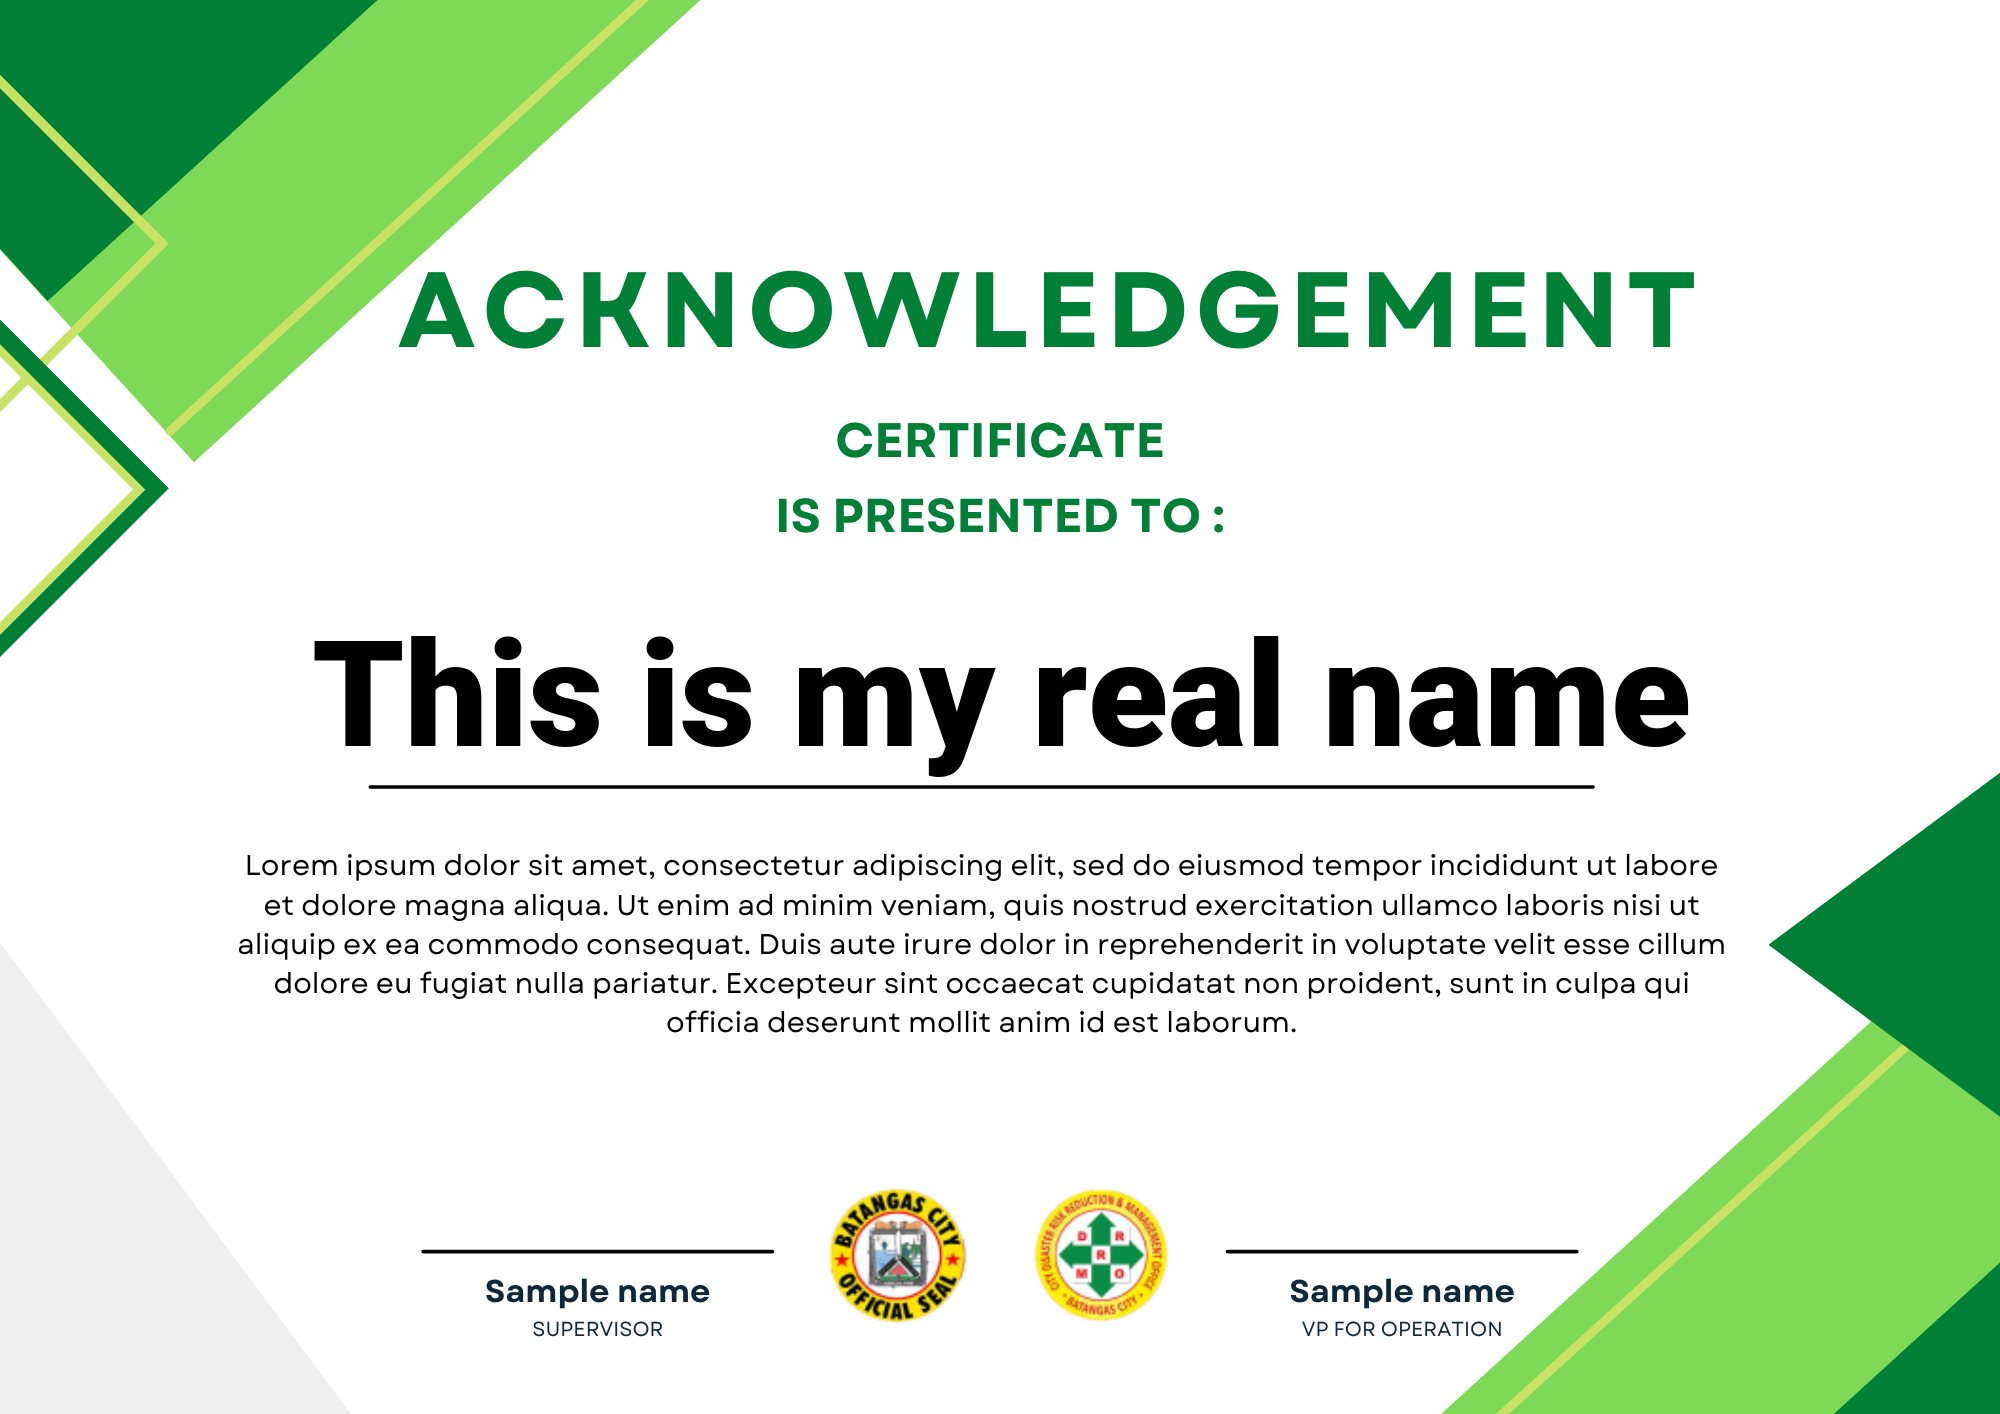 ACKNOWLEDGEMENT
CERTIFICATE
IS PRESENTED TO :
This is my real name
Lorem ipsum dolor sit amet, consectetur adipiscing elit, sed do eiusmod tempor incididunt ut labore
et dolore magna aliqua. Ut enim ad minim veniam, quis nostrud exercitation ullamco laboris nisi ut
aliquip ex ea commodo consequat. Duis aute irure dolor in reprehenderit in voluptate velit esse cillum
dolore eu fugiat nulla pariatur. Excepteur sint occaecat cupidatat non proident, sunt in culpa qui
officia deserunt mollit anim id est laborum.
Sample name
SUPERVISOR
BATANGAS CITY
OFFICIAL SEAL
CITY DISASTER RISK REDUCTION & MANAGEMENT OFFICE
D R
R
M O
BATANGAS CITY
Sample name
VP FOR OPERATION